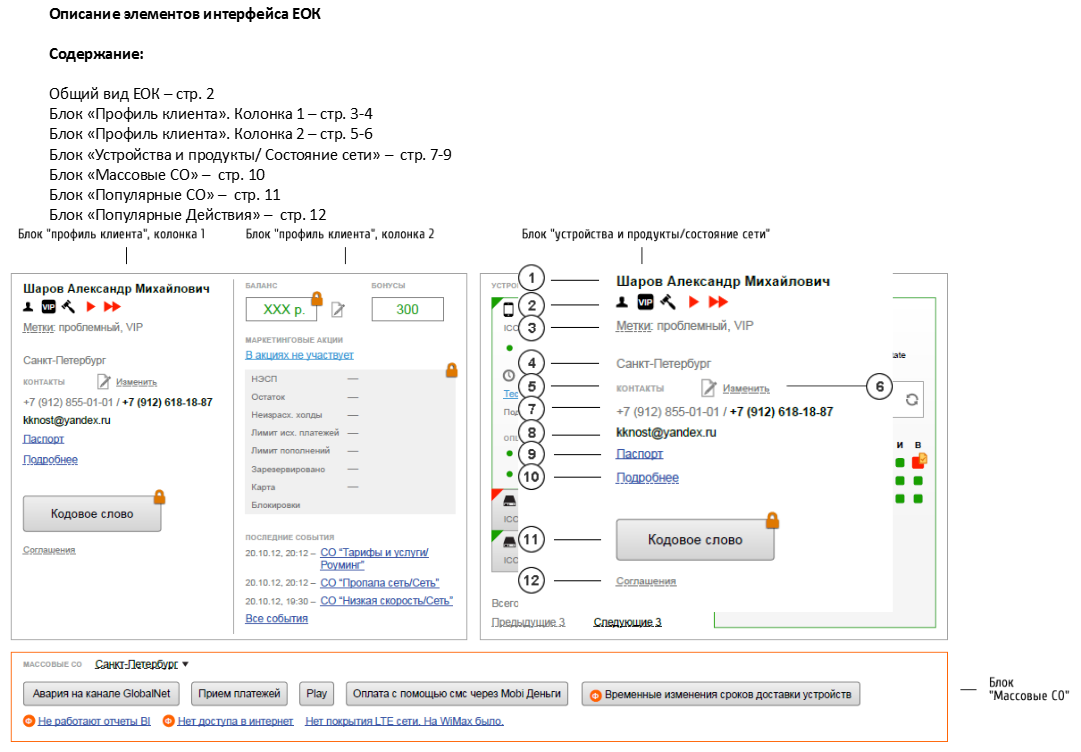 Описание элементов интерфейса ЕОК
Содержание:
Общий вид ЕОК – стр. 2
Блок «Профиль клиента». Колонка 1 – стр. 3-4
Блок «Профиль клиента». Колонка 2 – стр. 5-6
Блок «Устройства и продукты/ Состояние сети» – стр. 7-9
Блок «Массовые СО» – стр. 10
Блок «Популярные СО» – стр. 11
Блок «Популярные Действия» – стр. 12
Блок "профиль клиента", колонка 1
Блок "профиль клиента", колонка 2
Блок "устройства и продукты/состояние сети"
Шаров Александр Михайлович
VIP
Метки: проблемный, VIP
Санкт-Петербург
КОНТАКТЫ Изменить
+7 (912) 855-01-01 / +7 (912) 618-18-87
kknost@yandex.ru
Паспорт
Подробнее
Кодовое слово
Соглашения
БАЛАНС БОНУСЫ
XXX р. 300
МАРКЕТИНГОВЫЕ АКЦИИ
В акциях не участвует
НЭСП —
Остаток —
Неизрасх. холды —
Лимит исх. платежей —
Лимит пополнений —
Зарезервировано —
Карта —
Блокировки
ПОСЛЕДНИЕ СОБЫТИЯ
20.10.12, 20:12 – СО "Тарифы и услуги/
Роуминг"
20.10.12, 20:12 – СО "Пропала сеть/Сеть"
20.10.12, 19:30 – СО "Низкая скорость/Сеть"
Все события
УСТРО
ICC
Тес
Под
ОПЦ
ICC
ICC
Всего
Предыдущие 3 Следующие 3
1 Шаров Александр Михайлович
2 VIP
3 Метки: проблемный, VIP
4 Санкт-Петербург
5 КОНТАКТЫ Изменить 6
7 +7 (912) 855-01-01 / +7 (912) 618-18-87
8 kknost@yandex.ru
9 Паспорт
10 Подробнее
11 Кодовое слово
12 Соглашения
tate
И В
МАССОВЫЕ СО Санкт-Петербург
Авария на канале GlobalNet Прием платежей Play Оплата с помощью смс через Mobi Деньги Ф Временные изменения сроков доставки устройств
Ф Не работают отчеты BI Ф Нет доступа в интернет Нет покрытия LTE сети. На WiMax было.
Блок
"Массовые СО"